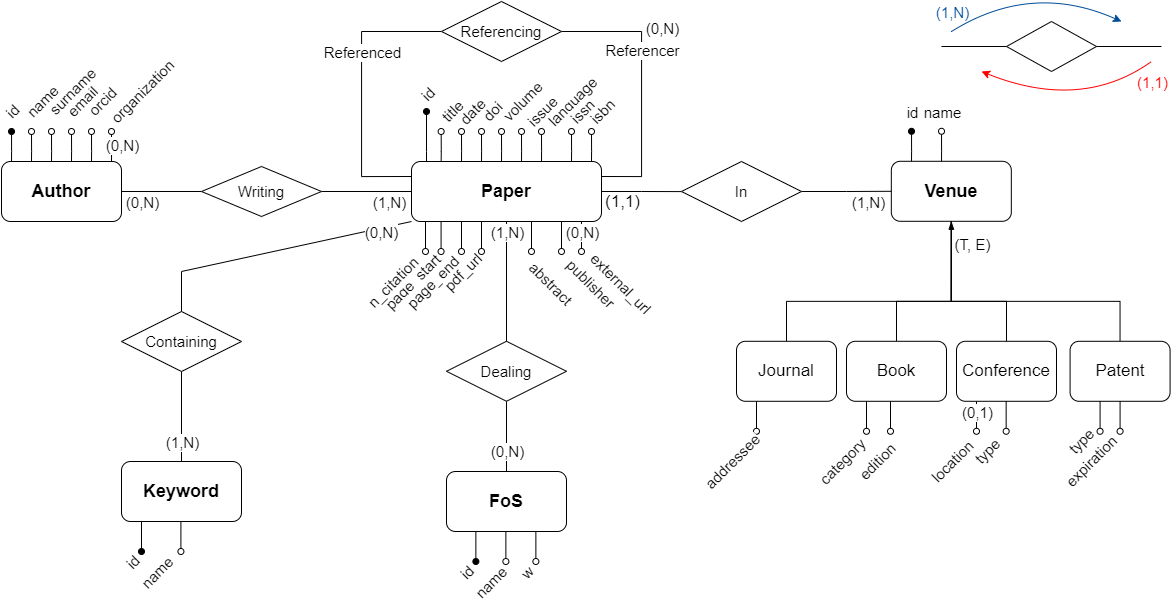 (1,N)
Referencing
(0,N)
Referenced
Referencer
(1,1)
id
name
surname
email
orcid
organization
(0,N)
id
title
date
doi
volume
issue
language
issn
isbn
id name
Author
(0,N)
Writing
(1,N)
Paper
(1,1)
In
(1,N)
Venue
(0,N)
(1,N)
(0,N)
(T, E)
n_citation
page_start
page_end
pdf_url
abstract
publisher
external_url
Containing
Dealing
Journal
Book
Conference
Patent
(0,1)
addressee
category
edition
location
type
type
expiration
(1,N)
(0,N)
Keyword
FoS
id
name
id
name
w